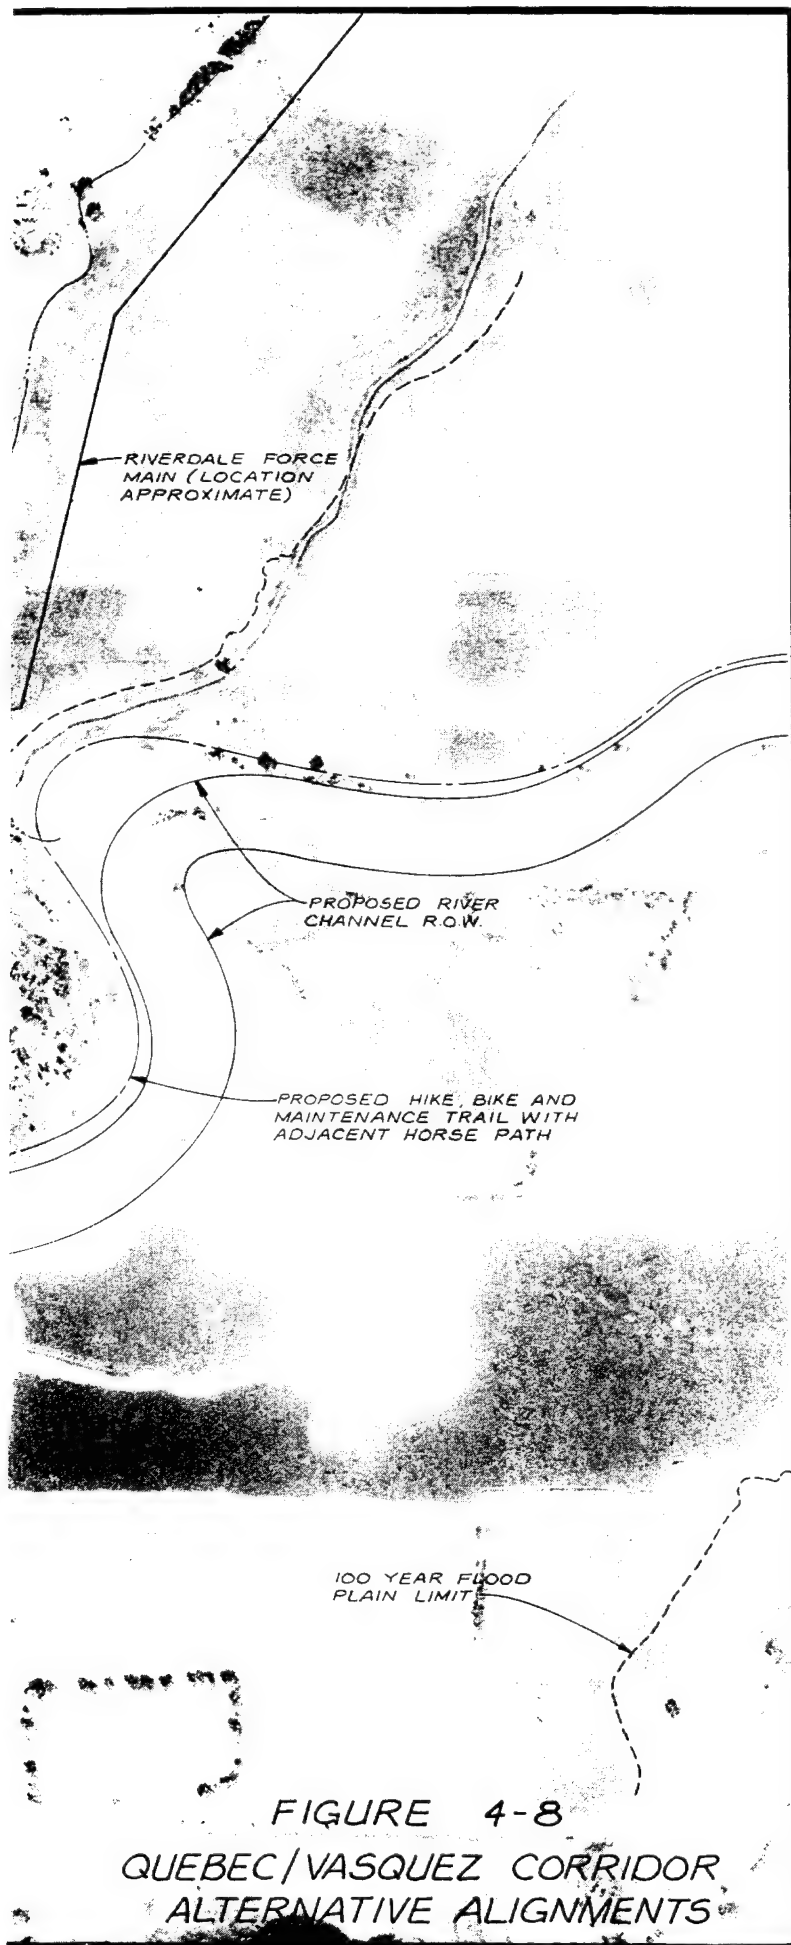 RIVERDALE FORCE
MAIN (LOCATION
APPROXIMATE)
PROPOSED RIVER
CHANNEL R.O.W.
PROPOSED HIKE, BIKE AND
MAINTENANCE TRAIL WITH
ADJACENT HORSE PATH
100 YEAR FLOOD
PLAIN LIMIT
FIGURE 4-8
QUEBEC/VASQUEZ CORRIDOR
ALTERNATIVE ALIGNMENTS